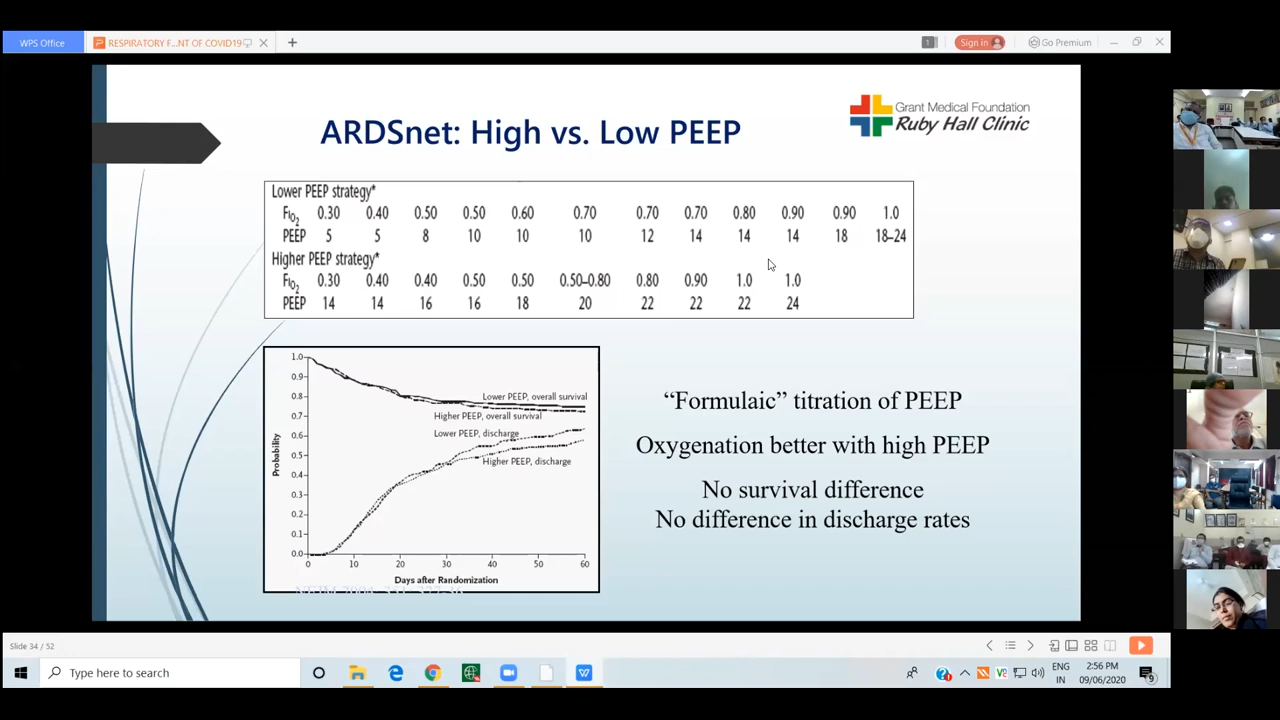 WPS Office
RESPIRATORY F...NT OF COVID19
1
Sign in
Go Premium
ARDSnet: High vs. Low PEEP
Grant Medical Foundation
Ruby Hall Clinic
Lower PEEP strategy*
FIO2 0.30 0.40 0.50 0.50 0.60 0.70 0.70 0.70 0.80 0.90 0.90 1.0
PEEP 5 5 8 10 10 10 12 14 14 14 18 18–24
Higher PEEP strategy*
FIO2 0.30 0.40 0.40 0.50 0.50 0.50–0.80 0.80 0.90 1.0 1.0
PEEP 14 14 16 16 18 20 22 22 22 24
1.0
0.9
0.8
0.7
0.6
0.5
0.4
0.3
0.2
0.1
0.0
Probability
Lower PEEP, overall survival
Higher PEEP, overall survival
Lower PEEP, discharge
Higher PEEP, discharge
0 10 20 30 40 50 60
Days after Randomization
“Formulaic” titration of PEEP
Oxygenation better with high PEEP
No survival difference
No difference in discharge rates
Slide 34 / 52
Type here to search
ENG
IN
2:56 PM
09/06/2020
9